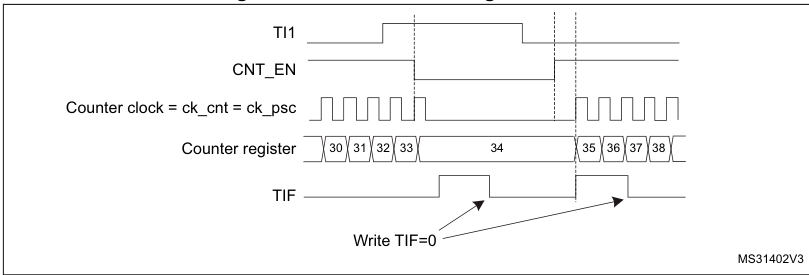 TI1
CNT_EN
Counter clock = ck_cnt = ck_psc
Counter register 30 31 32 33 34 35 36 37 38
TIF
Write TIF=0
MS31402V3